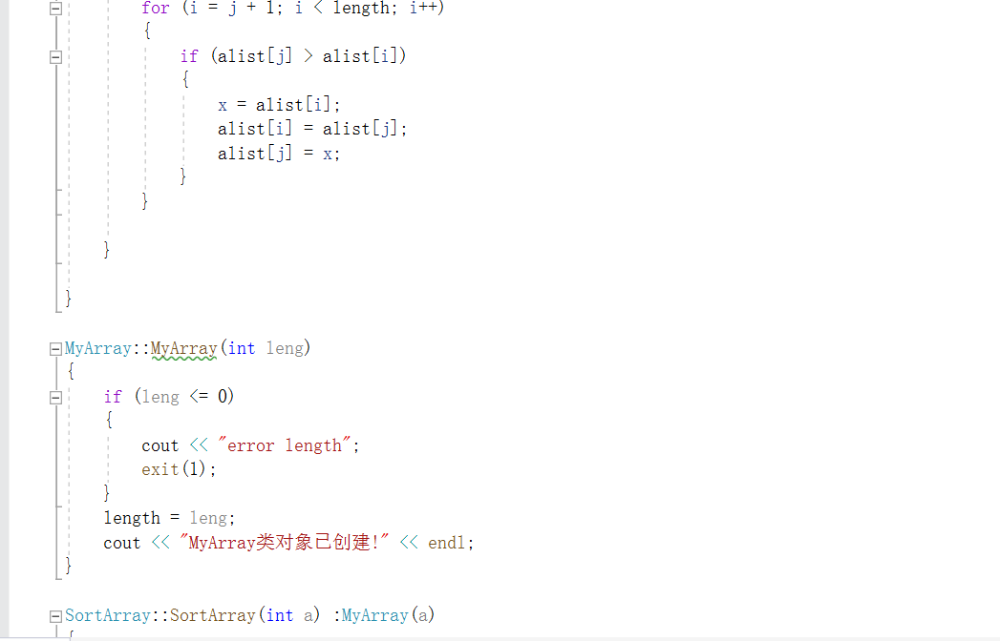 for (i = j + 1; i < length; i++)
{
if (alist[j] > alist[i])
{
x = alist[i];
alist[i] = alist[j];
alist[j] = x;
}
}
}
}
MyArray::MyArray(int leng)
{
if (leng <= 0)
{
cout << "error length";
exit(1);
}
length = leng;
cout << "MyArray类对象已创建!" << endl;
}
SortArray::SortArray(int a) :MyArray(a)
{